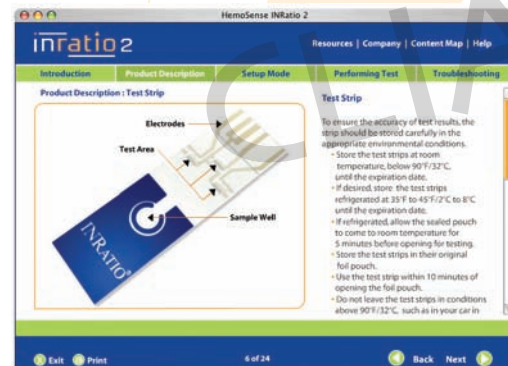 HemoSense INRatio 2
inratio2
Resources | Company | Content Map | Help
Introduction
Product Description
Setup Mode
Performing Test
Troubleshooting
Product Description : Test Strip
Electrodes
Test Area
Sample Well
INRATIO®
Test Strip
To ensure the accuracy of test results, the
strip should be stored carefully in the
appropriate environmental conditions.
• Store the test strips at room
temperature, below 90°F/32°C,
until the expiration date.
• If desired, store the test strips
refrigerated at 35°F to 45°F/2°C to 8°C
until the expiration date.
• If refrigerated, allow the sealed pouch
to come to room temperature for
5 minutes before opening for testing.
• Store the test strips in their original
foil pouch.
• Use the test strip within 10 minutes of
opening the foil pouch.
• Do not leave the test strips in conditions
above 90°F/32°C, such as in your car in
Exit
Print
6 of 24
Back
Next